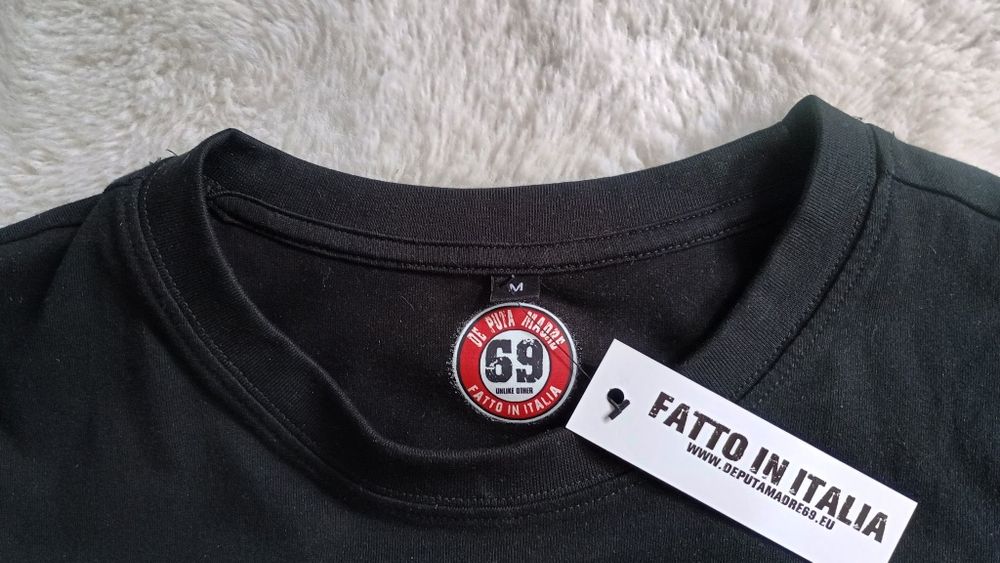 M
DE PUTA MADRE
69
UNLIKE OTHER
FATTO IN ITALIA
FATTO IN ITALIA
WWW.DEPUTAMADRE69.EU